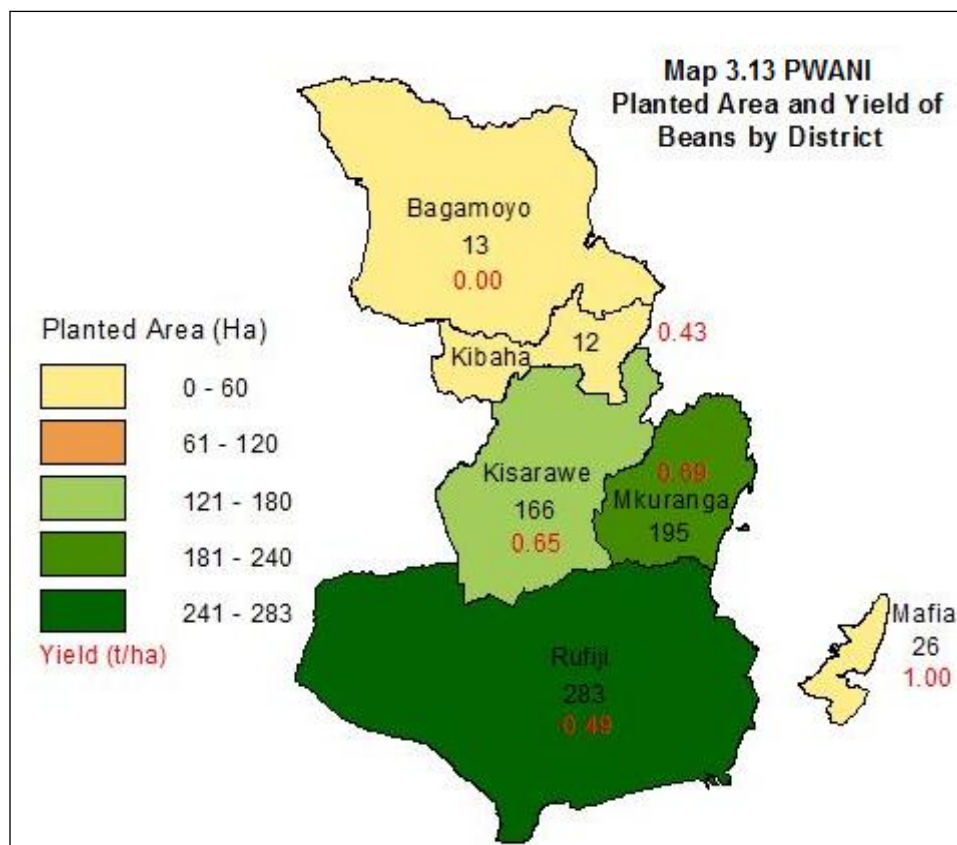 Map 3.13 PWANI
Planted Area and Yield of
Beans by District
Bagamoyo
13
0.00
Kibaha
12
0.43
Planted Area (Ha)
0 - 60
61 - 120
121 - 180
181 - 240
241 - 283
Yield (t/ha)
Kisarawe
166
0.65
0.69
Mkuranga
195
Mafia
26
1.00
Rufiji
283
0.49